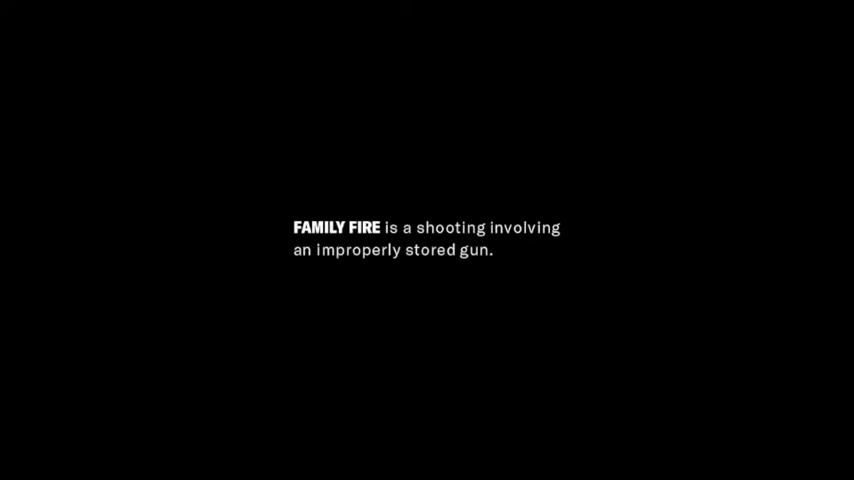 FAMILY FIRE is a shooting involving
an improperly stored gun.